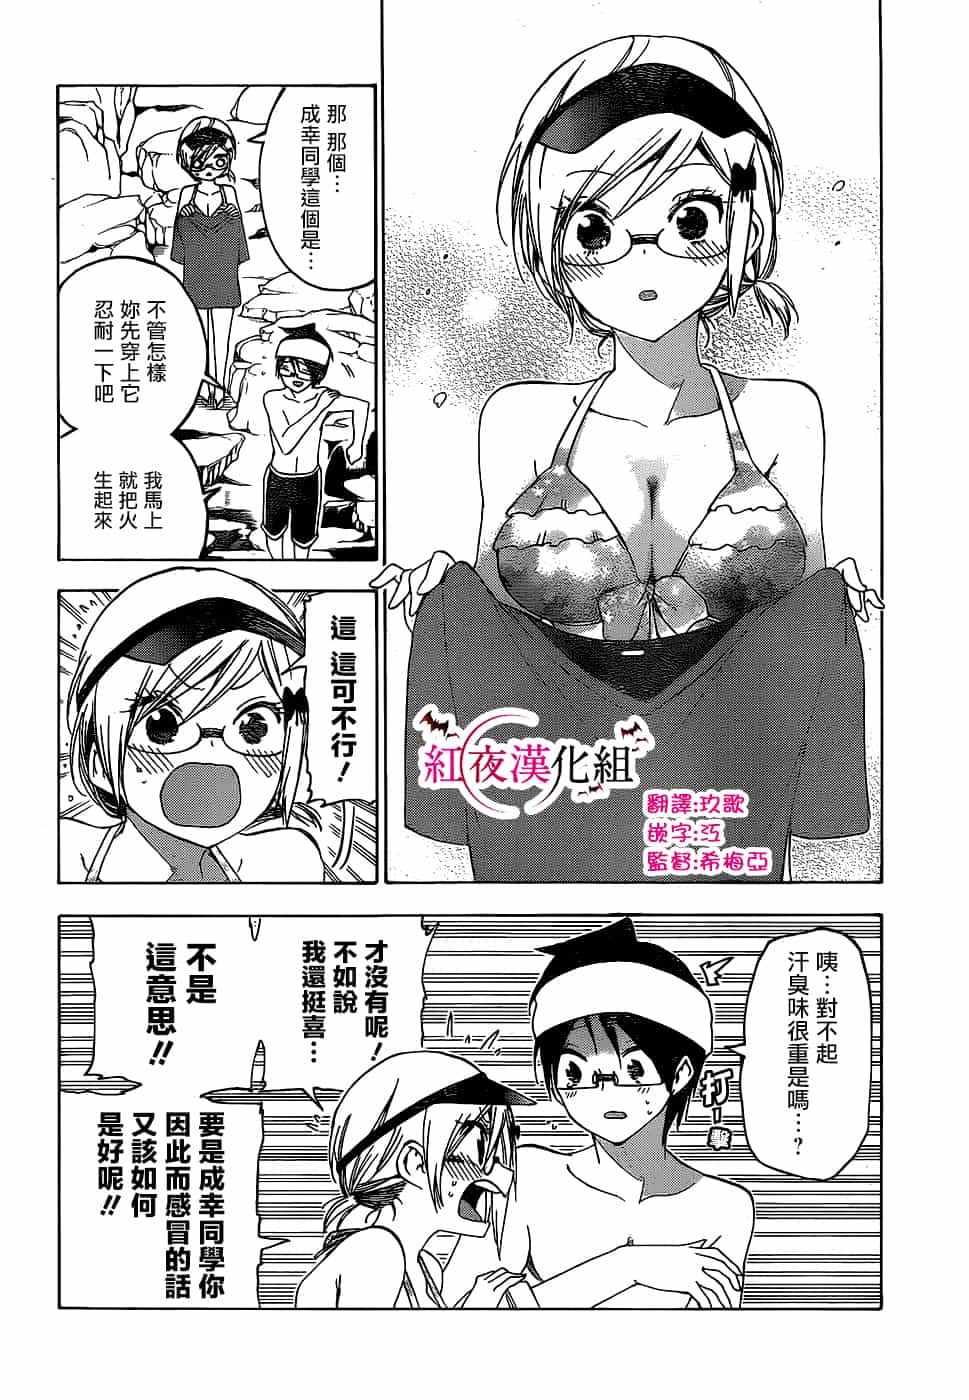 那 那個…
成幸同學這個是…
不管怎樣
妳先穿上它
忍耐一下吧
我馬上
就把火
生起來
紅夜漢化組
翻譯:玖歌
嵌字:江
監督:希梅亞
這 這可不行!
咦…對不起
汗臭味很重是嗎…?
打擊
才沒有呢!
不如說
我還挺喜…
不是
這意思!!
要是成幸同學你
因此而感冒的話
又該如何
是好呢!!